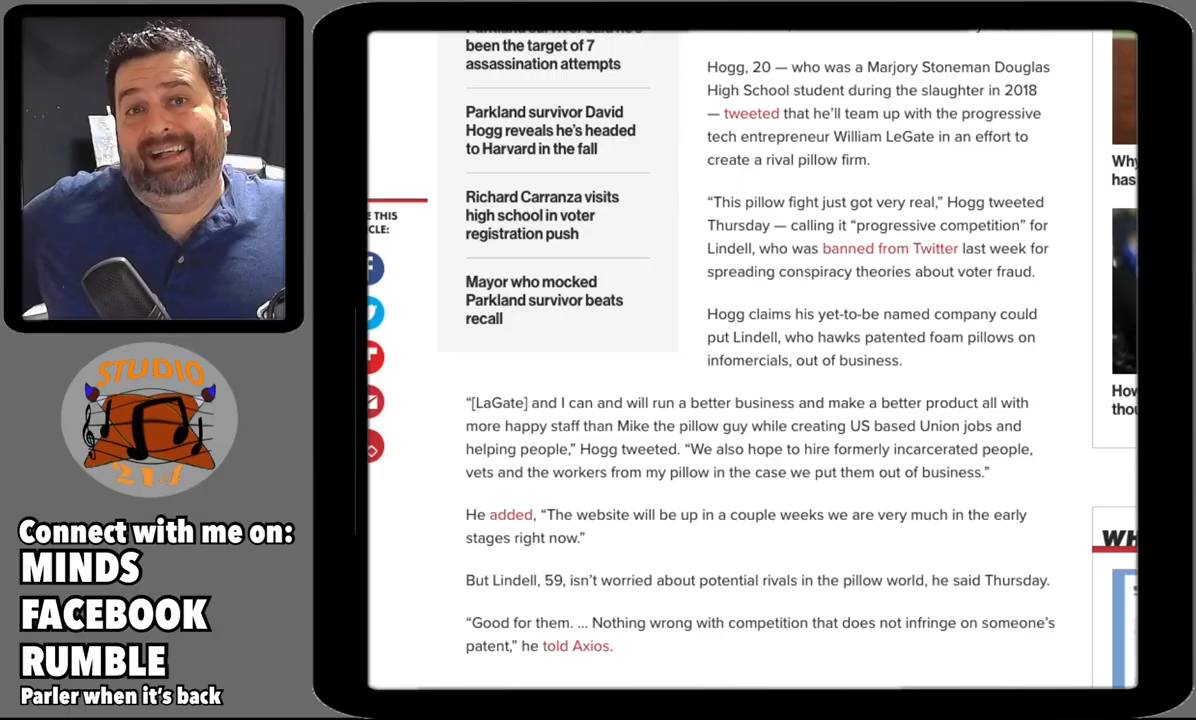 STUDIO
214
Connect with me on:
MINDS
FACEBOOK
RUMBLE
Parler when it's back
Parkland survivor said he's
been the target of 7
assassination attempts
Parkland survivor David
Hogg reveals he's headed
to Harvard in the fall
Richard Carranza visits
high school in voter
registration push
Mayor who mocked
Parkland survivor beats
recall
E THIS
CLE:
Hogg, 20 — who was a Marjory Stoneman Douglas
High School student during the slaughter in 2018
— tweeted that he'll team up with the progressive
tech entrepreneur William LeGate in an effort to
create a rival pillow firm.
“This pillow fight just got very real,” Hogg tweeted
Thursday — calling it “progressive competition” for
Lindell, who was banned from Twitter last week for
spreading conspiracy theories about voter fraud.
Hogg claims his yet-to-be named company could
put Lindell, who hawks patented foam pillows on
infomercials, out of business.
“[LaGate] and I can and will run a better business and make a better product all with
more happy staff than Mike the pillow guy while creating US based Union jobs and
helping people,” Hogg tweeted. “We also hope to hire formerly incarcerated people,
vets and the workers from my pillow in the case we put them out of business.”
He added, “The website will be up in a couple weeks we are very much in the early
stages right now.”
But Lindell, 59, isn't worried about potential rivals in the pillow world, he said Thursday.
“Good for them. ... Nothing wrong with competition that does not infringe on someone's
patent,” he told Axios.
Why
has
How
thou
WH